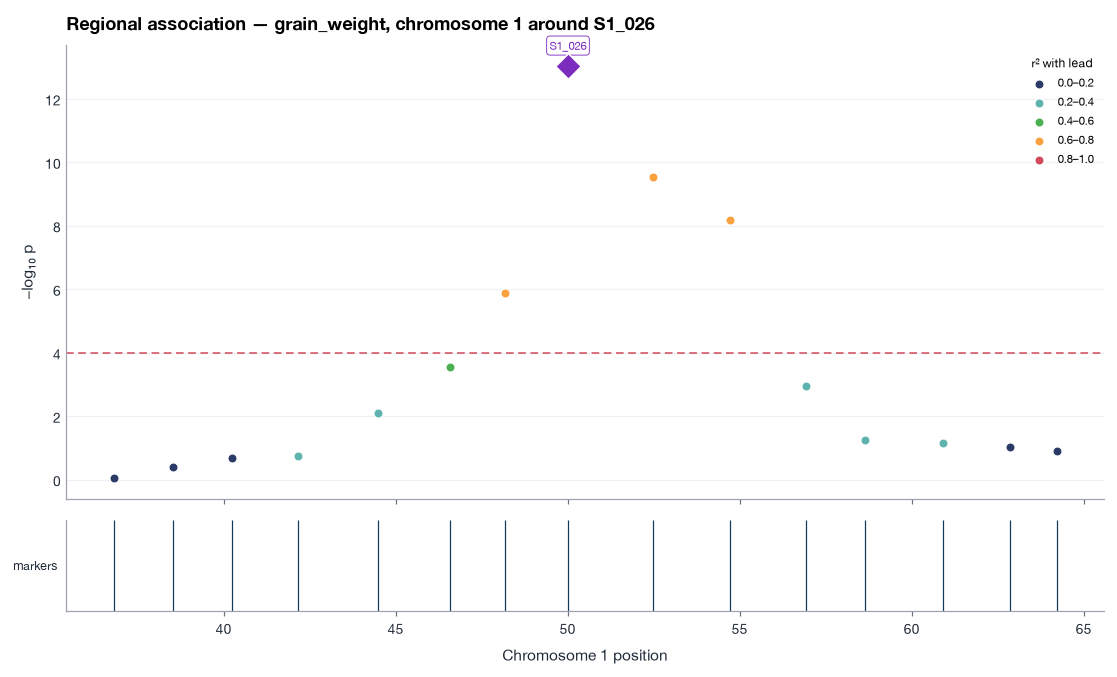 Regional association — grain_weight, chromosome 1 around S1_026
S1_026
r² with lead
0.0–0.2
0.2–0.4
0.4–0.6
0.6–0.8
0.8–1.0
−log₁₀ p
12
10
8
6
4
2
0
markers
40 45 50 55 60 65
Chromosome 1 position